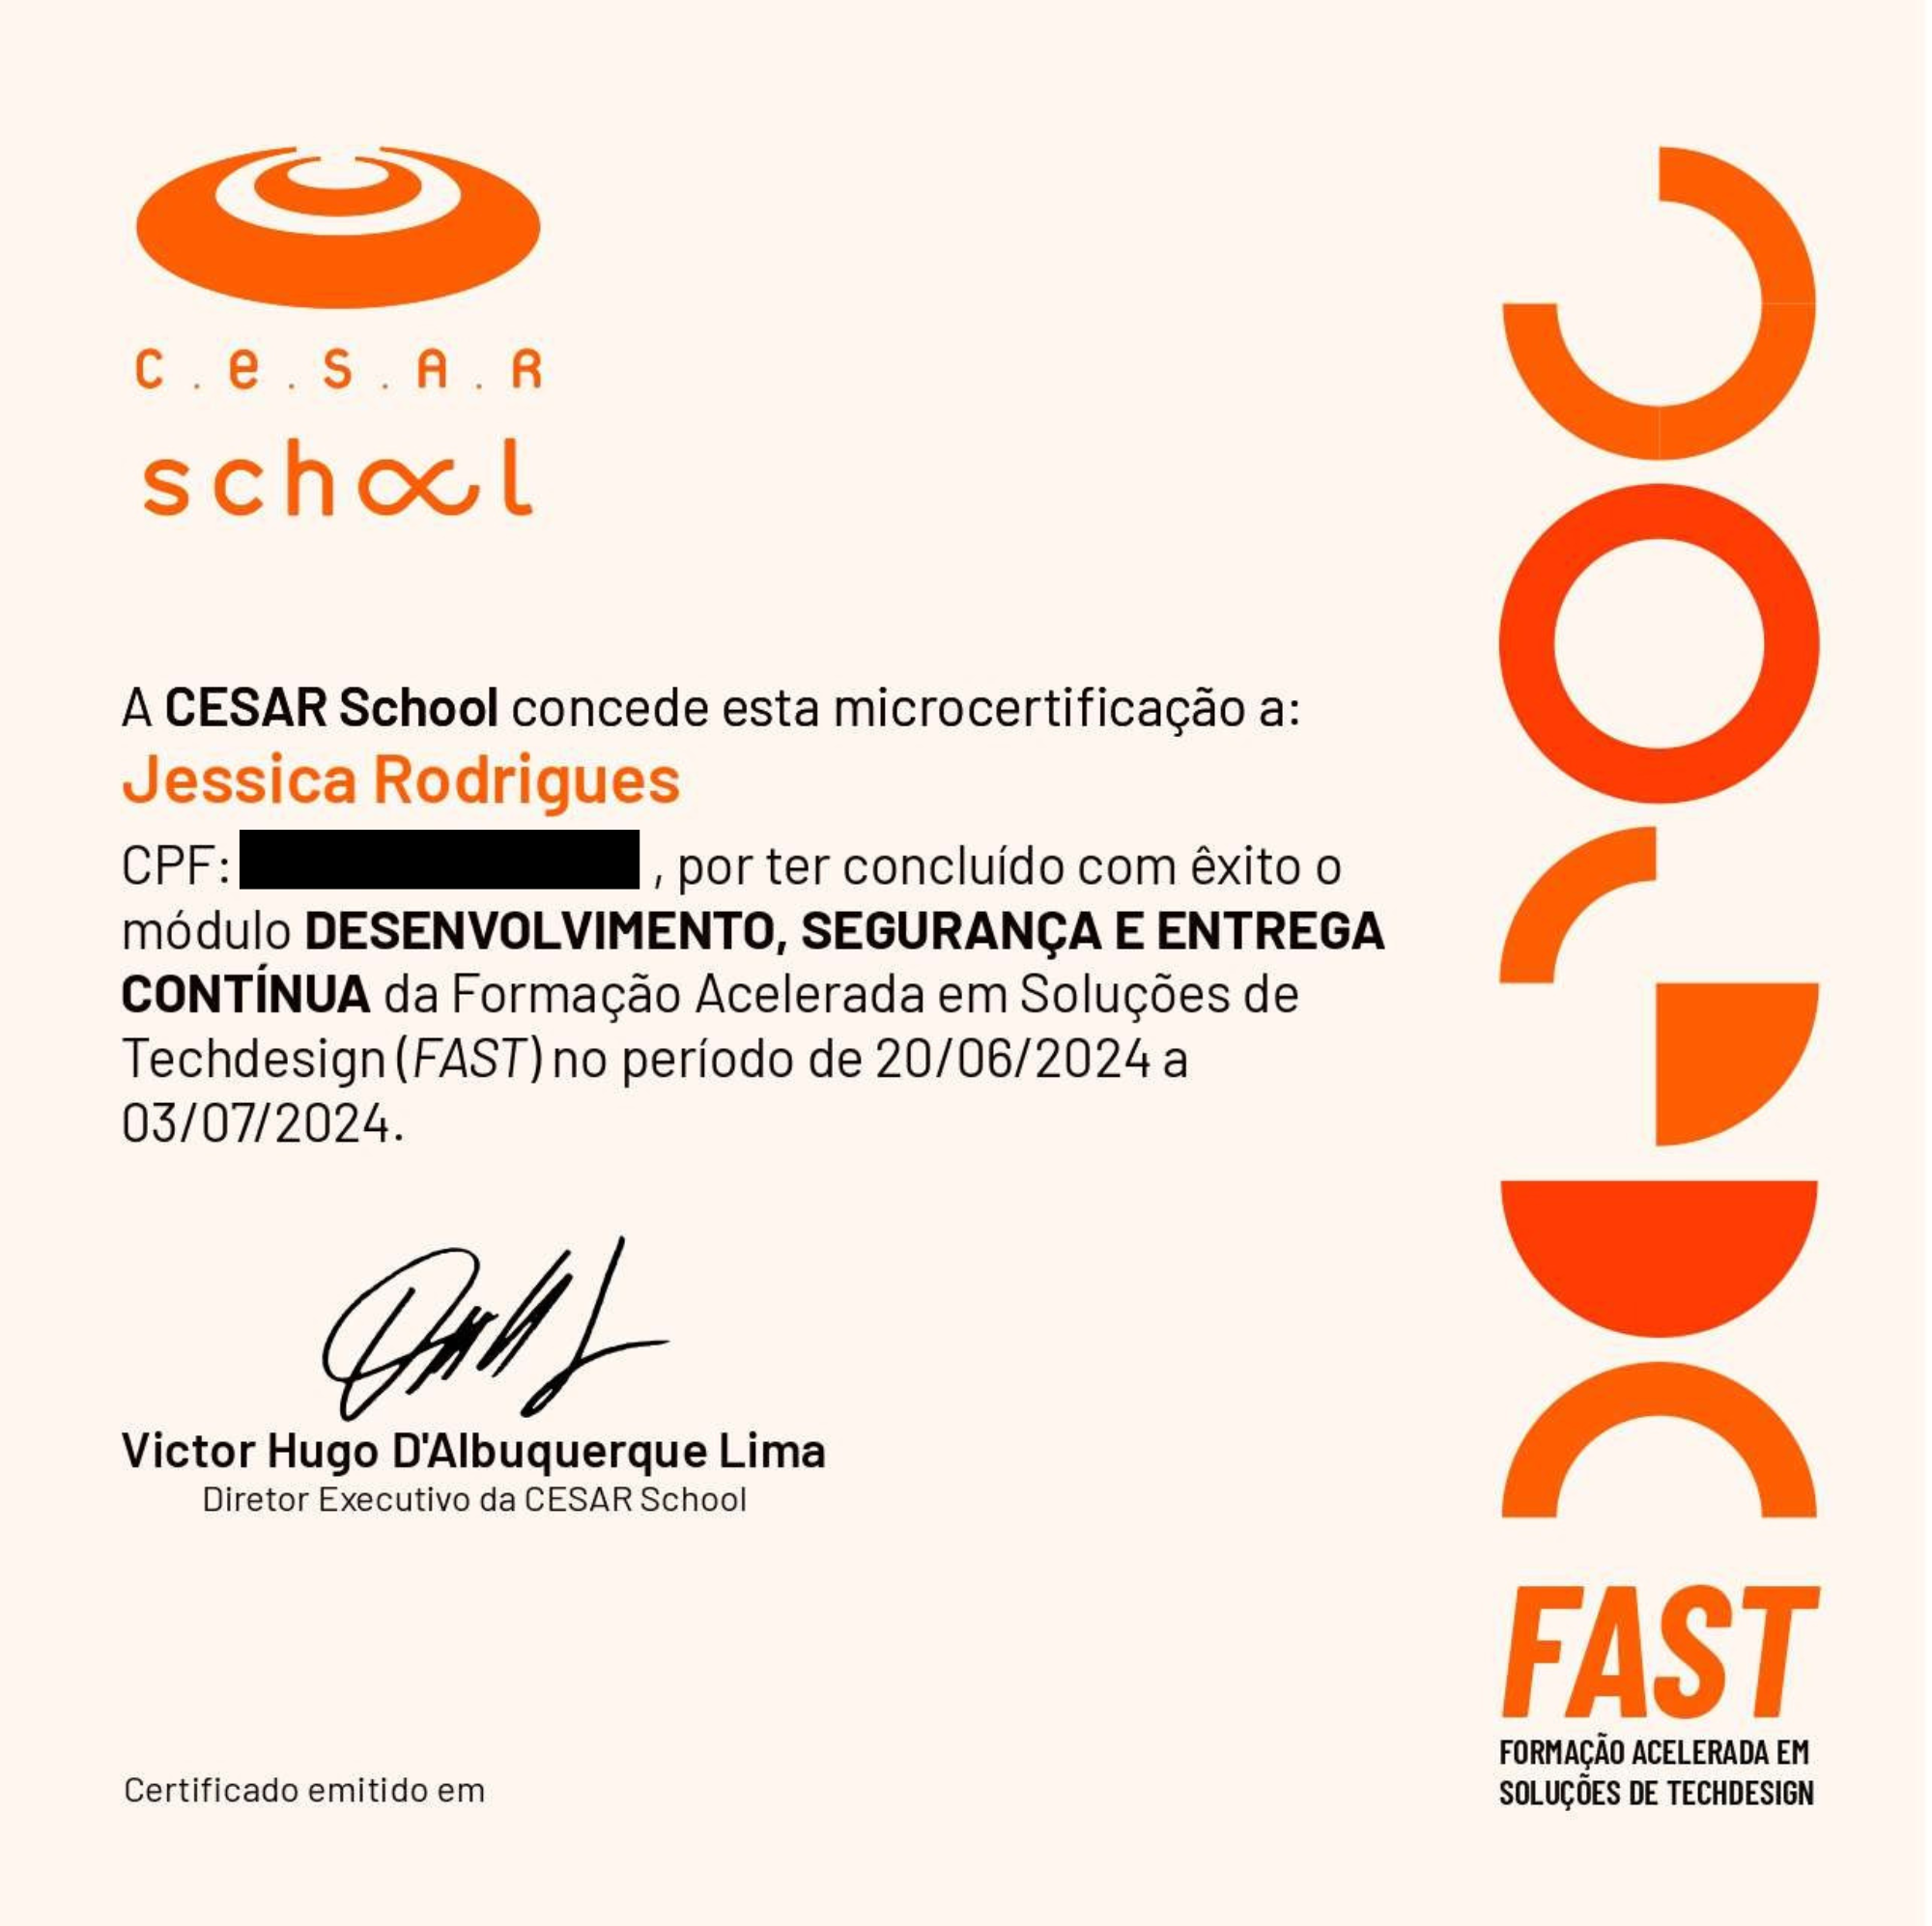 c.e.s.A.R
school
A CESAR School concede esta microcertificação a:
Jessica Rodrigues
CPF: , por ter concluído com êxito o
módulo DESENVOLVIMENTO, SEGURANÇA E ENTREGA
CONTÍNUA da Formação Acelerada em Soluções de
Techdesign (FAST) no período de 20/06/2024 a
03/07/2024.
Victor Hugo D'Albuquerque Lima
Diretor Executivo da CESAR School
Certificado emitido em
FAST
FORMAÇÃO ACELERADA EM
SOLUÇÕES DE TECHDESIGN